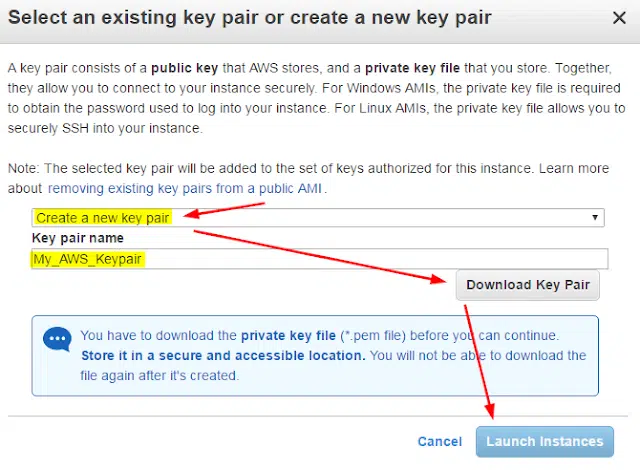 Select an existing key pair or create a new key pair
A key pair consists of a public key that AWS stores, and a private key file that you store. Together,
they allow you to connect to your instance securely. For Windows AMIs, the private key file is required
to obtain the password used to log into your instance. For Linux AMIs, the private key file allows you to
securely SSH into your instance.
Note: The selected key pair will be added to the set of keys authorized for this instance. Learn more
about removing existing key pairs from a public AMI .
Create a new key pair
Key pair name
My_AWS_Keypair
Download Key Pair
You have to download the private key file (*.pem file) before you can continue.
Store it in a secure and accessible location. You will not be able to download the
file again after it's created.
Cancel
Launch Instances